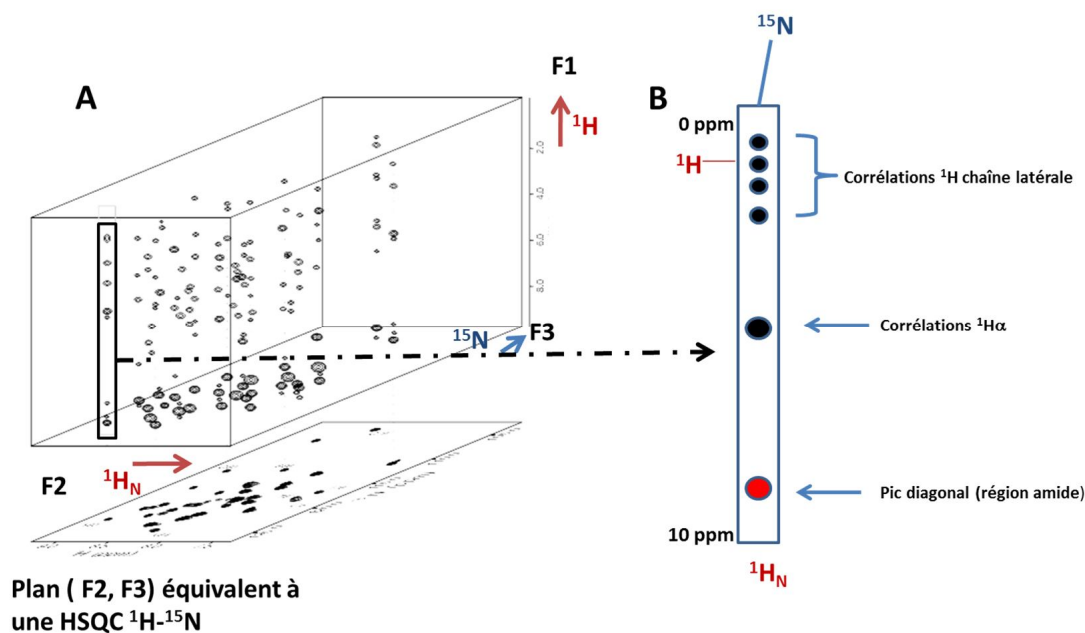 A
F1
¹H
2.0
4.0
6.0
8.0
¹⁵N
F3
F2
¹H_N
Plan ( F2, F3) équivalent à
une HSQC ¹H-¹⁵N
¹⁵N
B
0 ppm
¹H
Corrélations ¹H chaîne latérale
Corrélations ¹Hα
Pic diagonal (région amide)
10 ppm
¹H_N